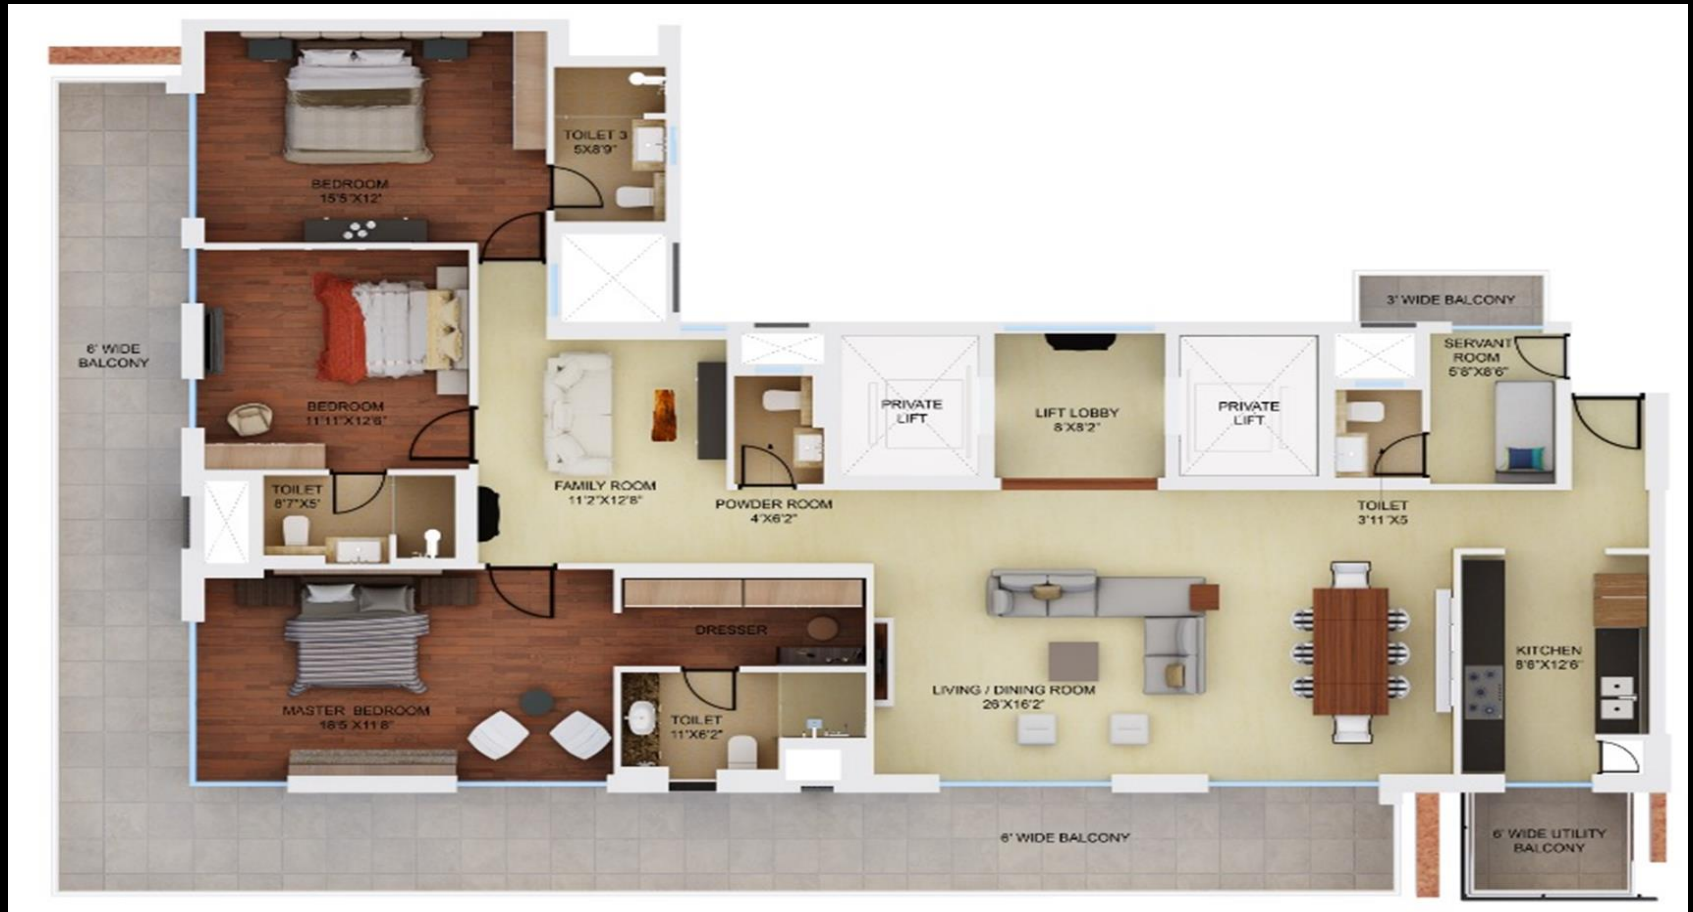 TOILET 3
5X8'9"
BEDROOM
15'5"X12'
6' WIDE
BALCONY
3' WIDE BALCONY
SERVANT
ROOM
5'6"X8'6"
BEDROOM
11'11"X12'6"
PRIVATE
LIFT
LIFT LOBBY
8'X8'2"
PRIVATE
LIFT
TOILET
8'7"X5'
FAMILY ROOM
11'2"X12'8"
POWDER ROOM
4'X6'2"
TOILET
3'11"X5
DRESSER
MASTER BEDROOM
16'5 X11'8"
TOILET
11'X6'2"
LIVING / DINING ROOM
26'X16'2"
KITCHEN
8'6"X12'6"
6' WIDE BALCONY
6' WIDE UTILITY
BALCONY